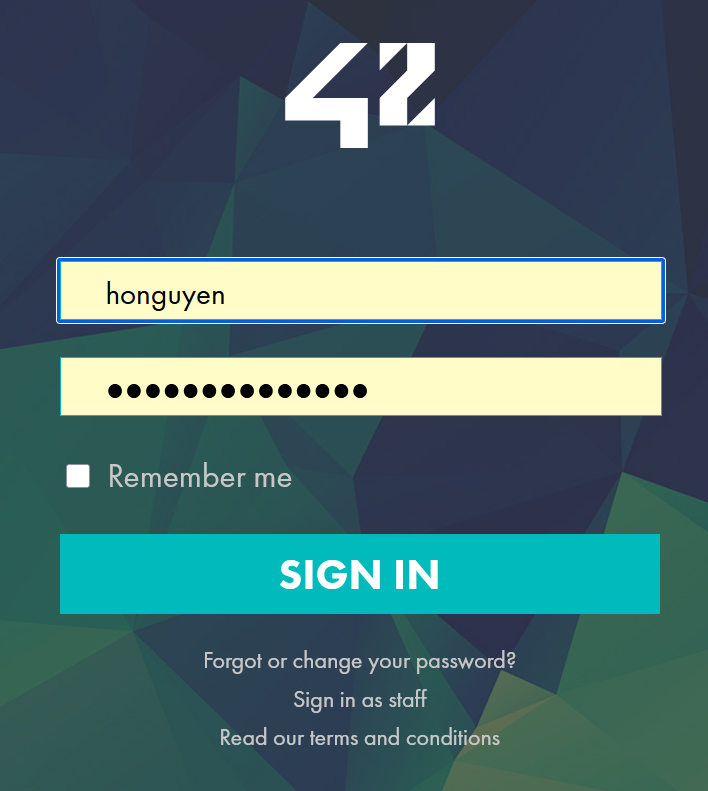 42
honguyen
●●●●●●●●●●●●●●
Remember me
SIGN IN
Forgot or change your password?
Sign in as staff
Read our terms and conditions